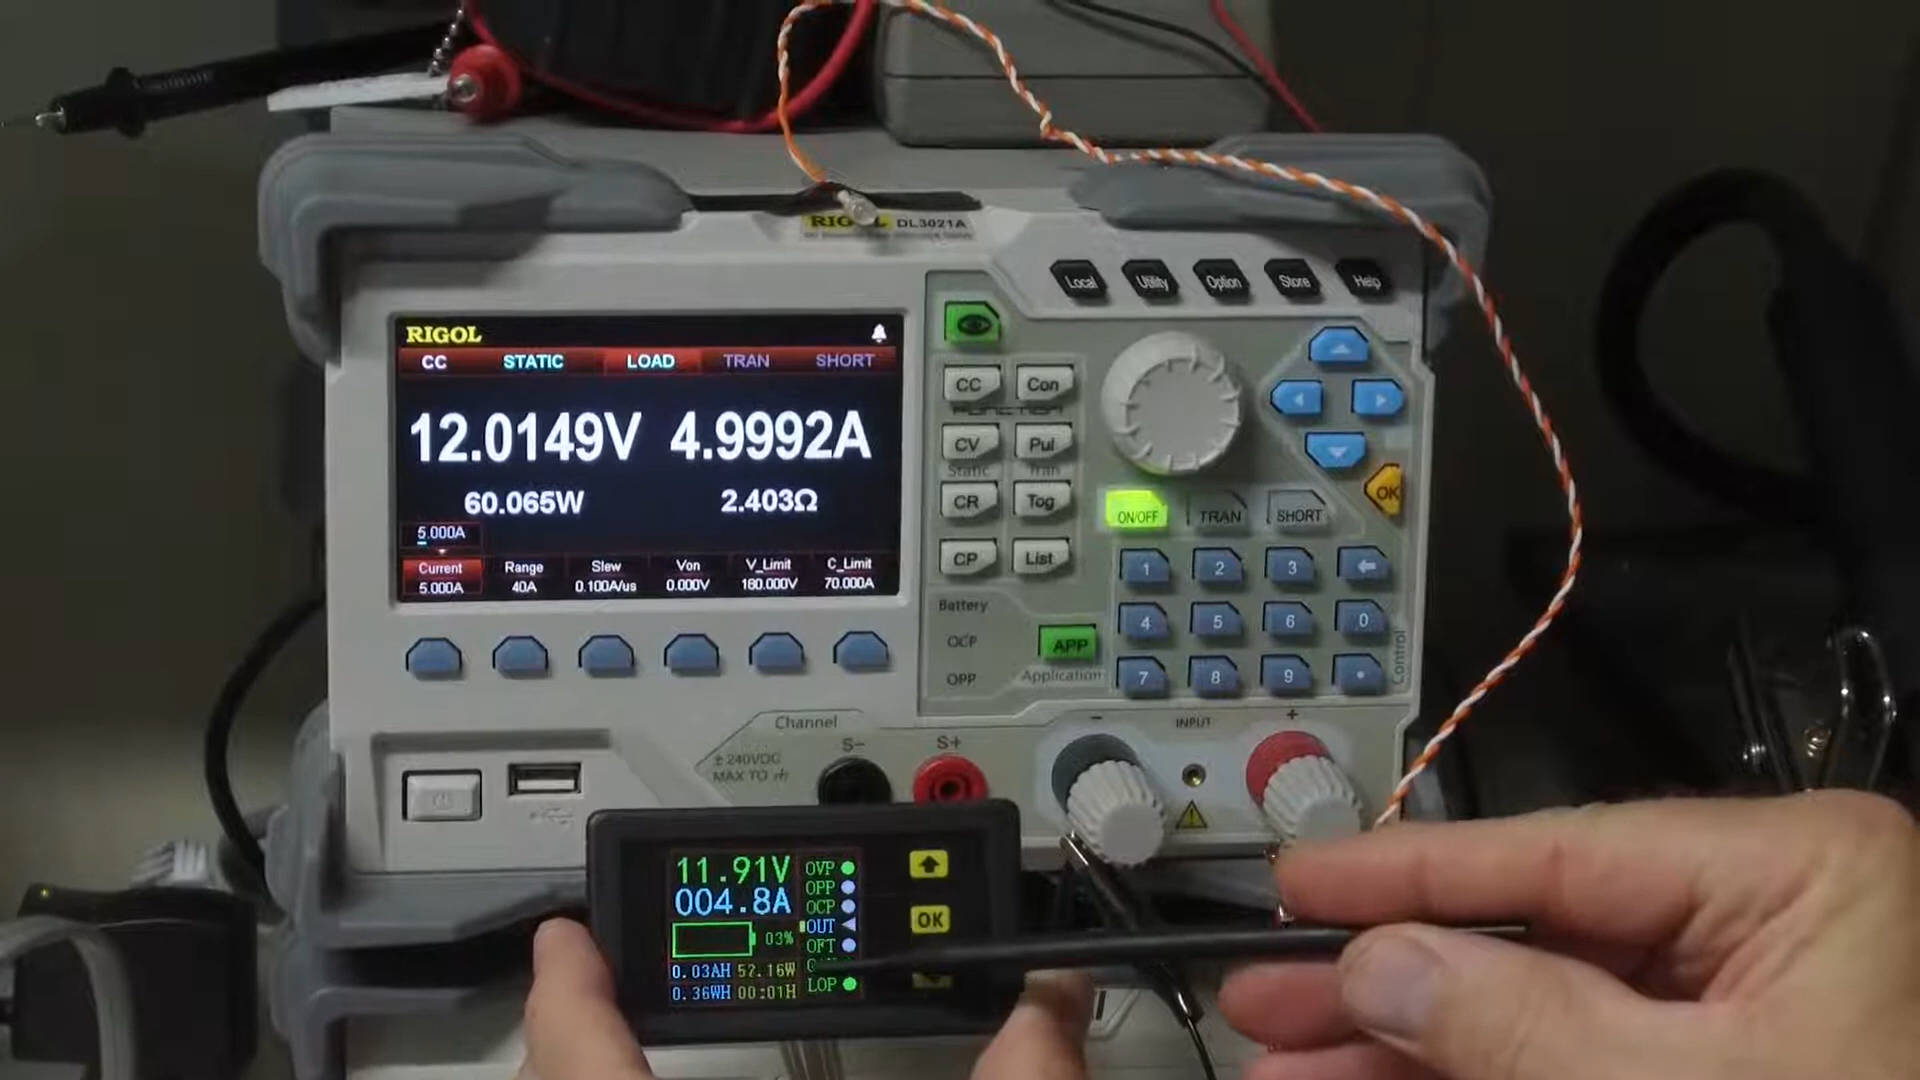 RIGOL DL3021A
Local Utility Option Store Help
RIGOL
CC STATIC LOAD TRAN SHORT
12.0149V 4.9992A
60.065W 2.403Ω
5.000A
Current Range Slew Von V_Limit C_Limit
5.000A 40A 0.100A/us 0.000V 180.000V 70.000A
CC Con
FUNCTION
CV Pul
Static Tran
CR Tog
CP List
OK
ON/OFF TRAN SHORT
1 2 3
4 5 6 0
7 8 9
Control
Battery
OCP
OPP
APP
Application
Channel
± 240VDC
MAX TO
S- S+
- INPUT +
11.91V
004.8A
03%
0.03AH 52.16W
0.36WH 00:01H
OVP
OPP
OCP
OUT
OFT
LOP
OK